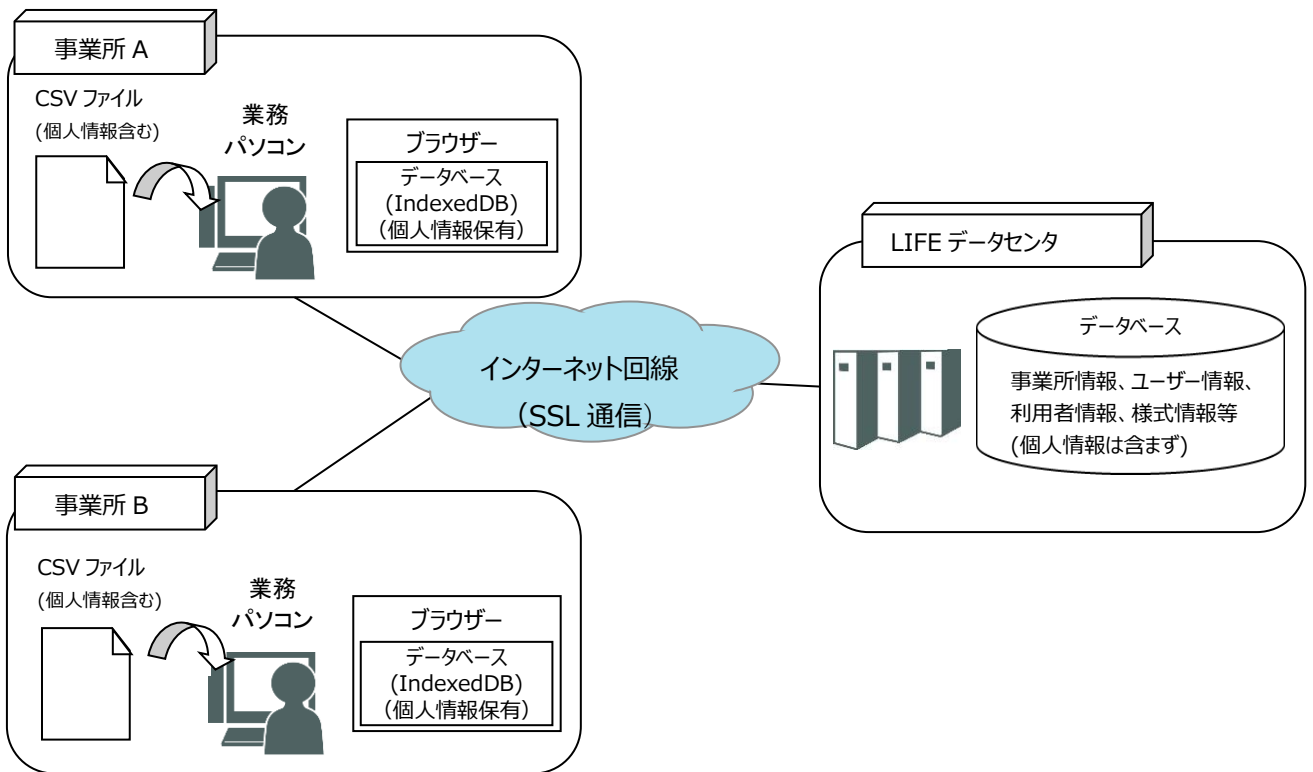 事業所 A
CSV ファイル
(個人情報含む)
業務
パソコン
ブラウザー
データベース
(IndexedDB)
（個人情報保有）
事業所 B
CSV ファイル
(個人情報含む)
業務
パソコン
ブラウザー
データベース
(IndexedDB)
（個人情報保有）
インターネット回線
（SSL 通信）
LIFE データセンタ
データベース
事業所情報、ユーザー情報、
利用者情報、様式情報等
(個人情報は含まず)